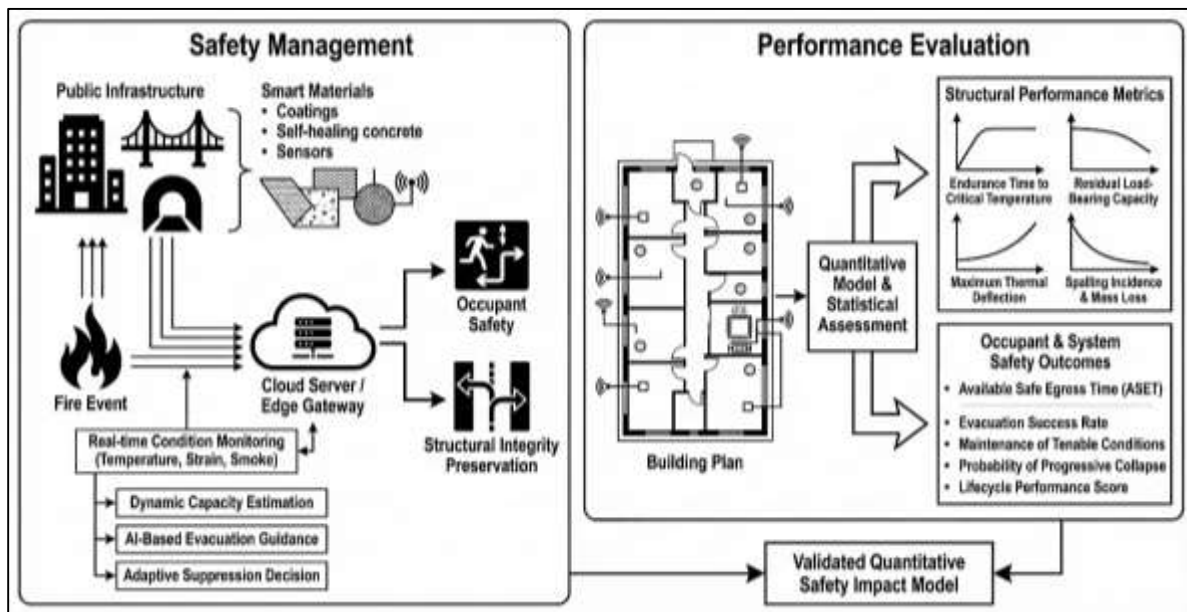 Safety Management
Public Infrastructure
Smart Materials
• Coatings
• Self-healing concrete
• Sensors
Fire Event
Cloud Server /
Edge Gateway
Occupant
Safety
Structural Integrity
Preservation
Real-time Condition Monitoring
(Temperature, Strain, Smoke)
Dynamic Capacity Estimation
AI-Based Evacuation Guidance
Adaptive Suppression Decision
Performance Evaluation
Building Plan
Quantitative
Model &
Statistical
Assessment
Structural Performance Metrics
Endurance Time to
Critical Temperature
Residual Load-
Bearing Capacity
Maximum Thermal
Deflection
Spalling Incidence
& Mass Loss
Occupant & System
Safety Outcomes
• Available Safe Egress Time (ASET)
• Evacuation Success Rate
• Maintenance of Tenable Conditions
• Probability of Progressive Collapse
• Lifecycle Performance Score
Validated Quantitative
Safety Impact Model